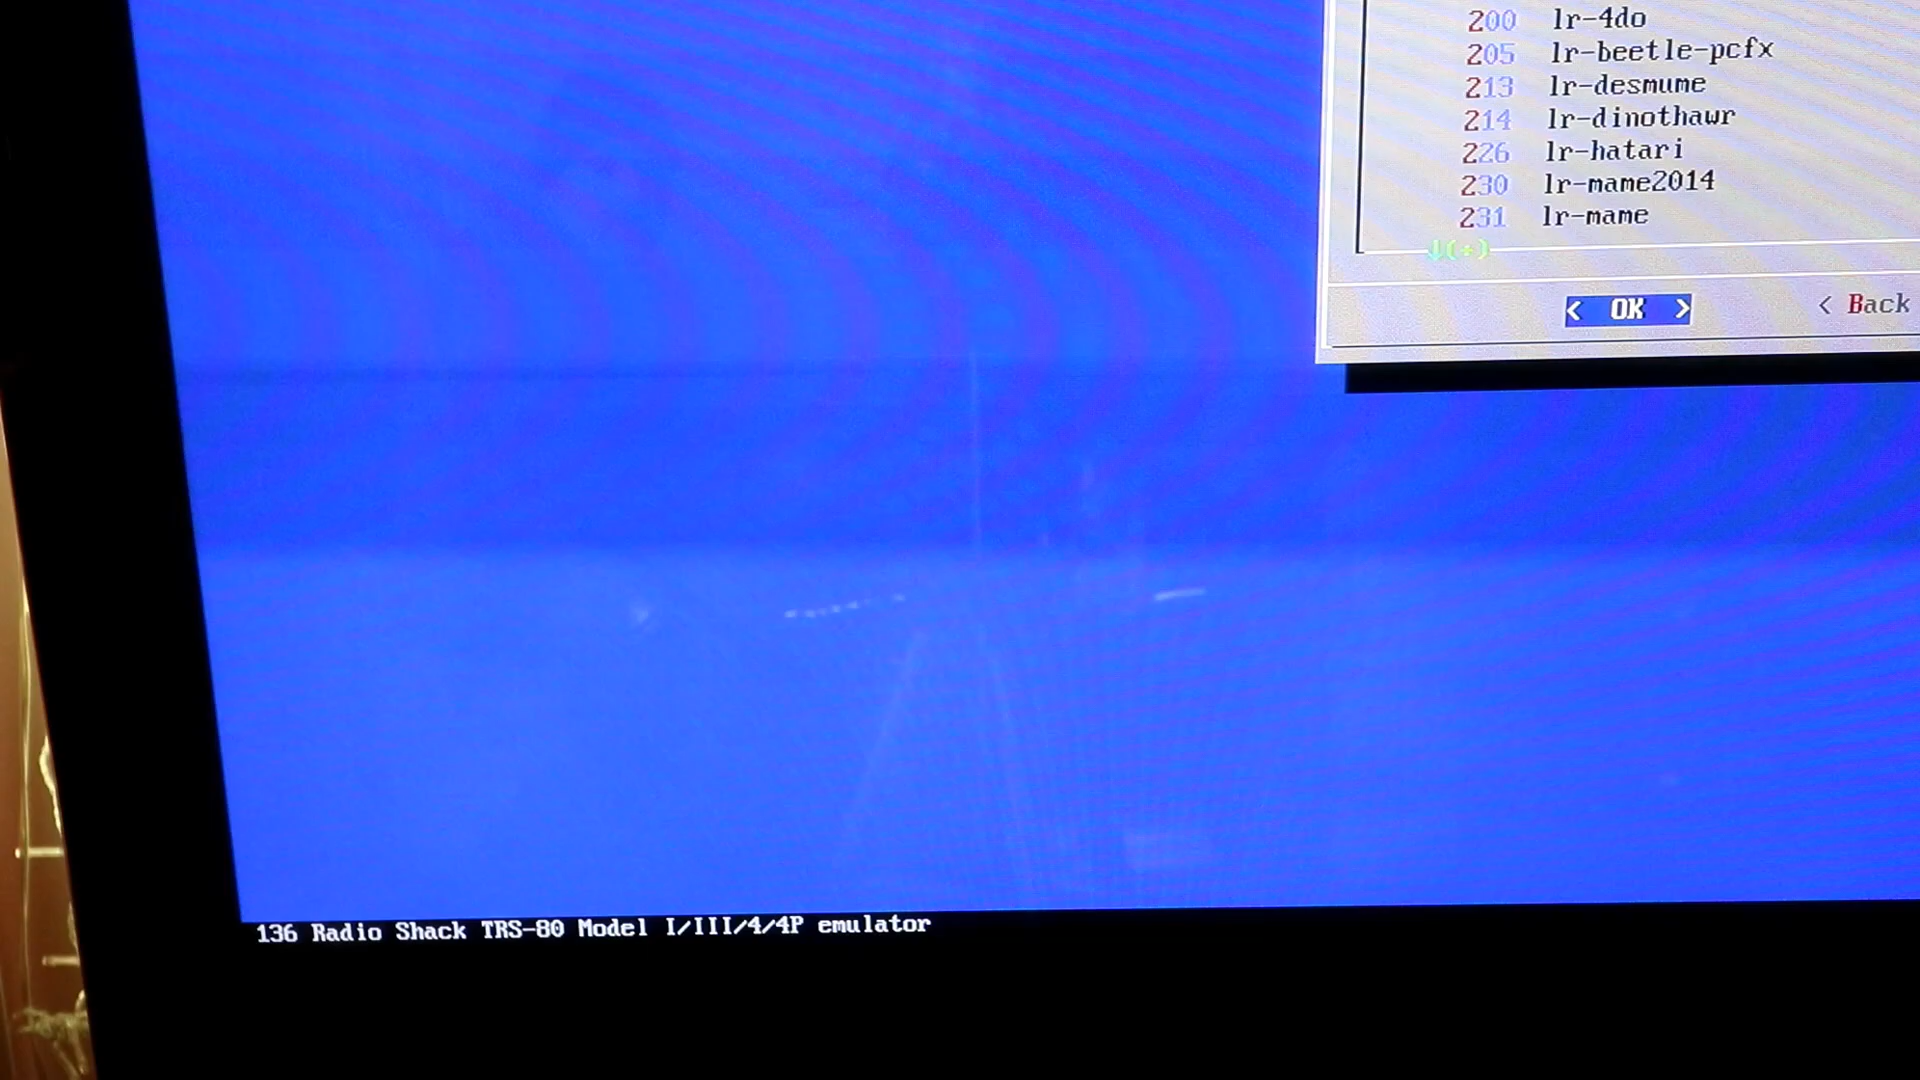 200 lr-4do
205 lr-beetle-pcfx
213 lr-desmume
214 lr-dinothawr
226 lr-hatari
230 lr-mame2014
231 lr-mame
↓(+)
< OK > < Back
136 Radio Shack TRS-80 Model I/III/4/4P emulator